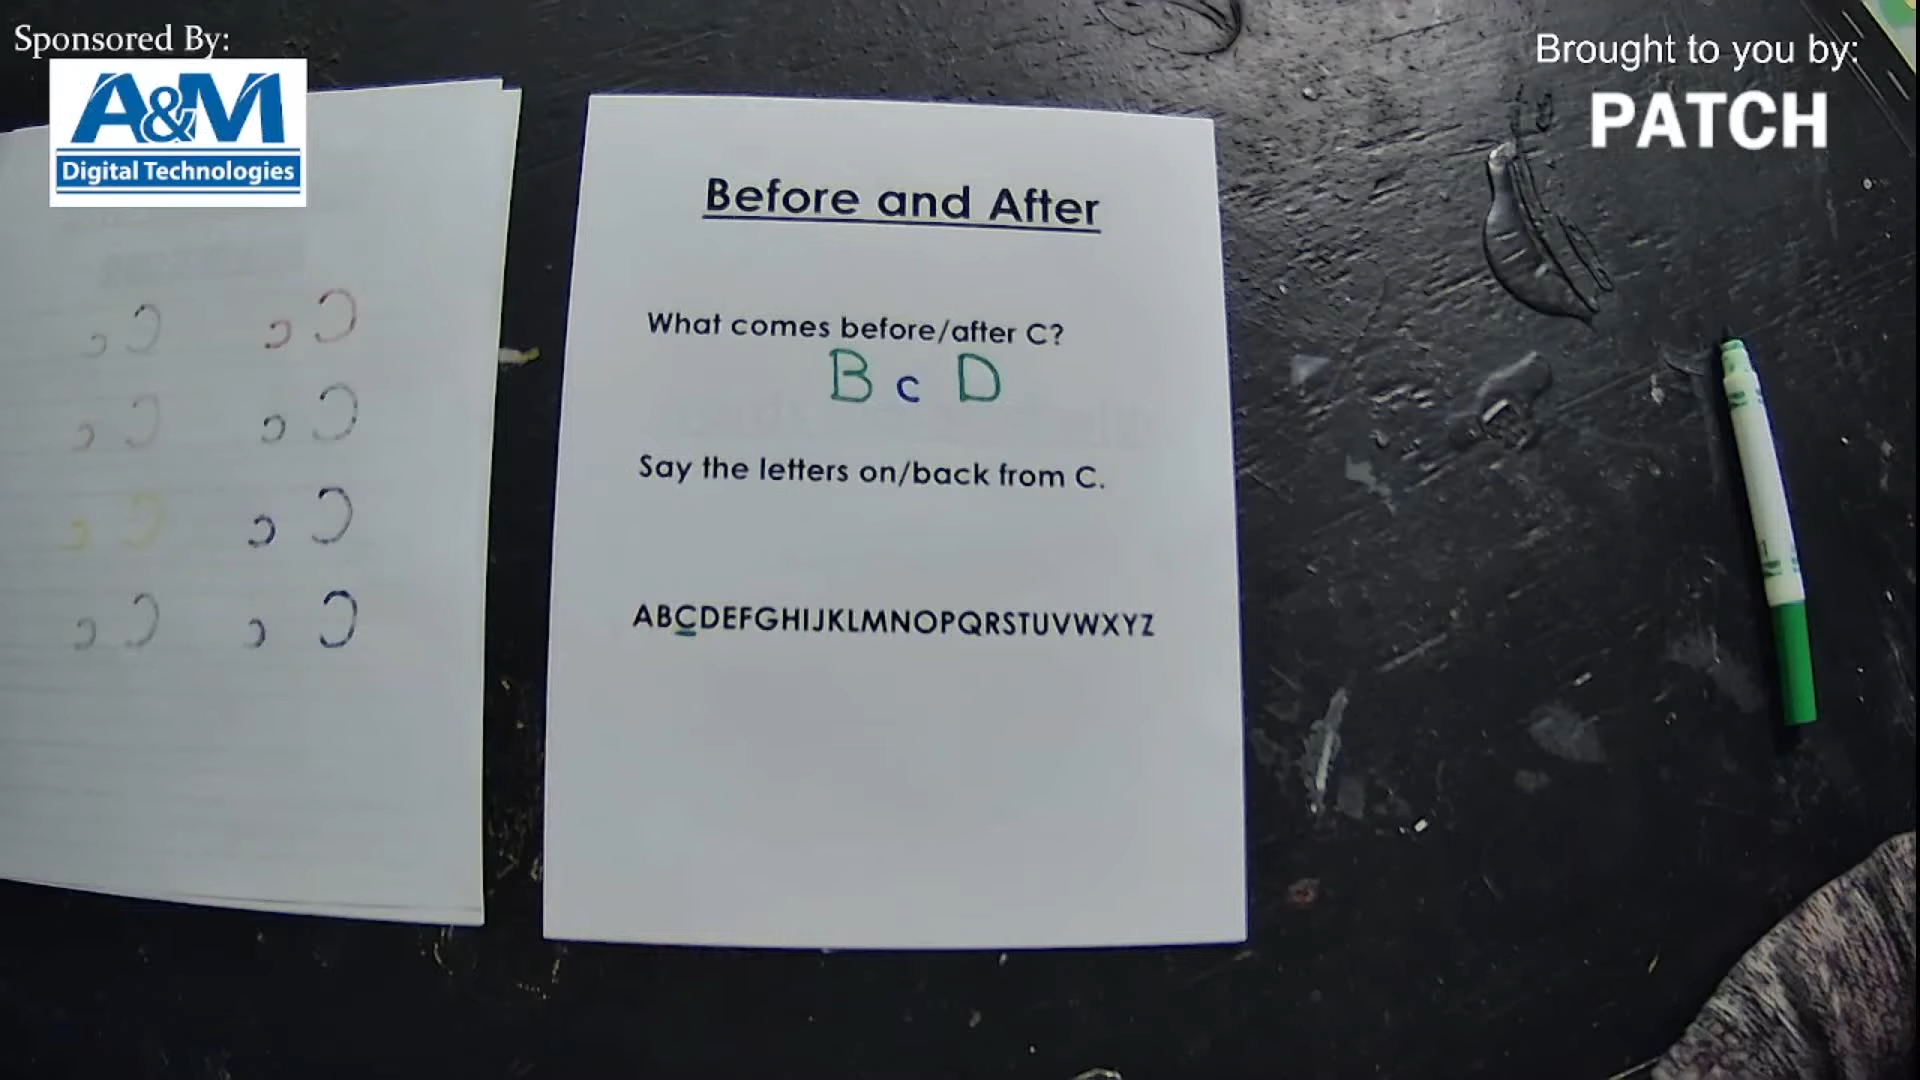 Sponsored By:
A&M
Digital Technologies
Brought to you by:
PATCH
Before and After
What comes before/after C?
B c D
Say the letters on/back from C.
ABCDEFGHIJKLMNOPQRSTUVWXYZ